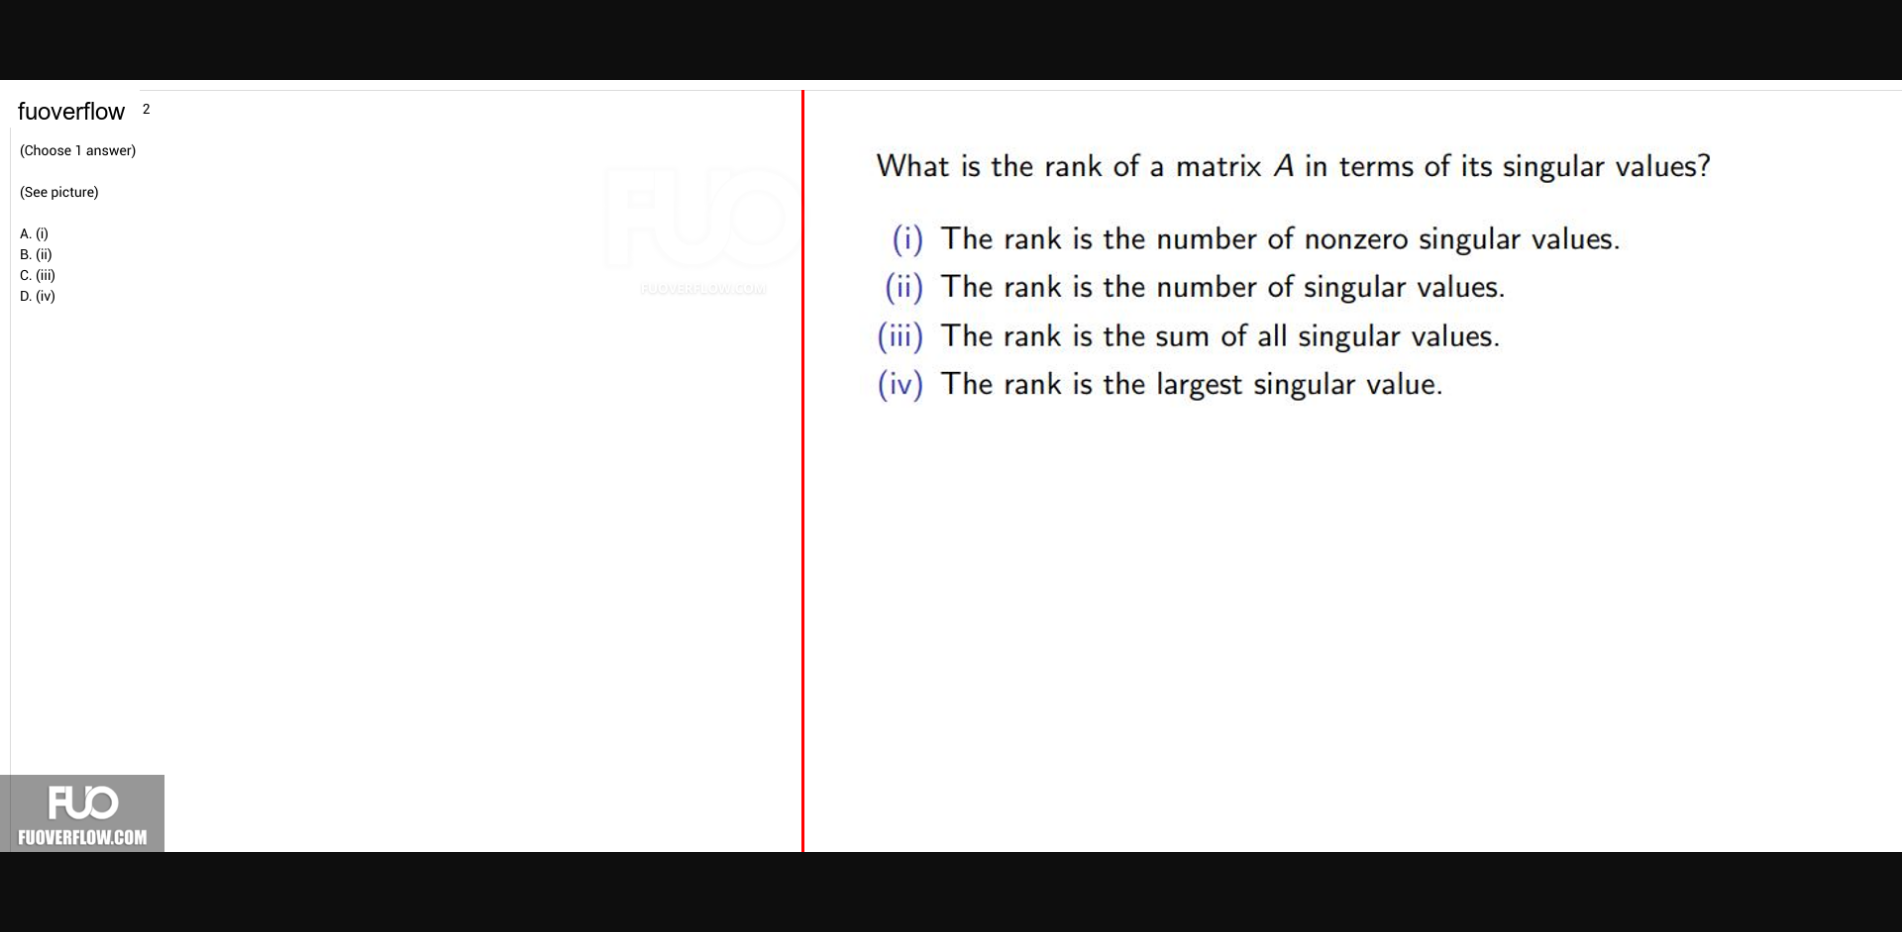 fuoverflow 2
(Choose 1 answer)
(See picture)
A. (i)
B. (ii)
C. (iii)
D. (iv)
FUO
FUOVERFLOW.COM
What is the rank of a matrix A in terms of its singular values?
(i) The rank is the number of nonzero singular values.
(ii) The rank is the number of singular values.
(iii) The rank is the sum of all singular values.
(iv) The rank is the largest singular value.
FUO
FUOVERFLOW.COM